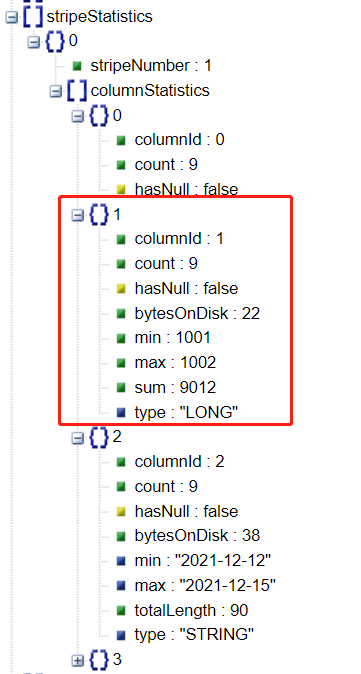 stripeStatistics
0
stripeNumber : 1
columnStatistics
0
columnId : 0
count : 9
hasNull : false
1
columnId : 1
count : 9
hasNull : false
bytesOnDisk : 22
min : 1001
max : 1002
sum : 9012
type : "LONG"
2
columnId : 2
count : 9
hasNull : false
bytesOnDisk : 38
min : "2021-12-12"
max : "2021-12-15"
totalLength : 90
type : "STRING"
3